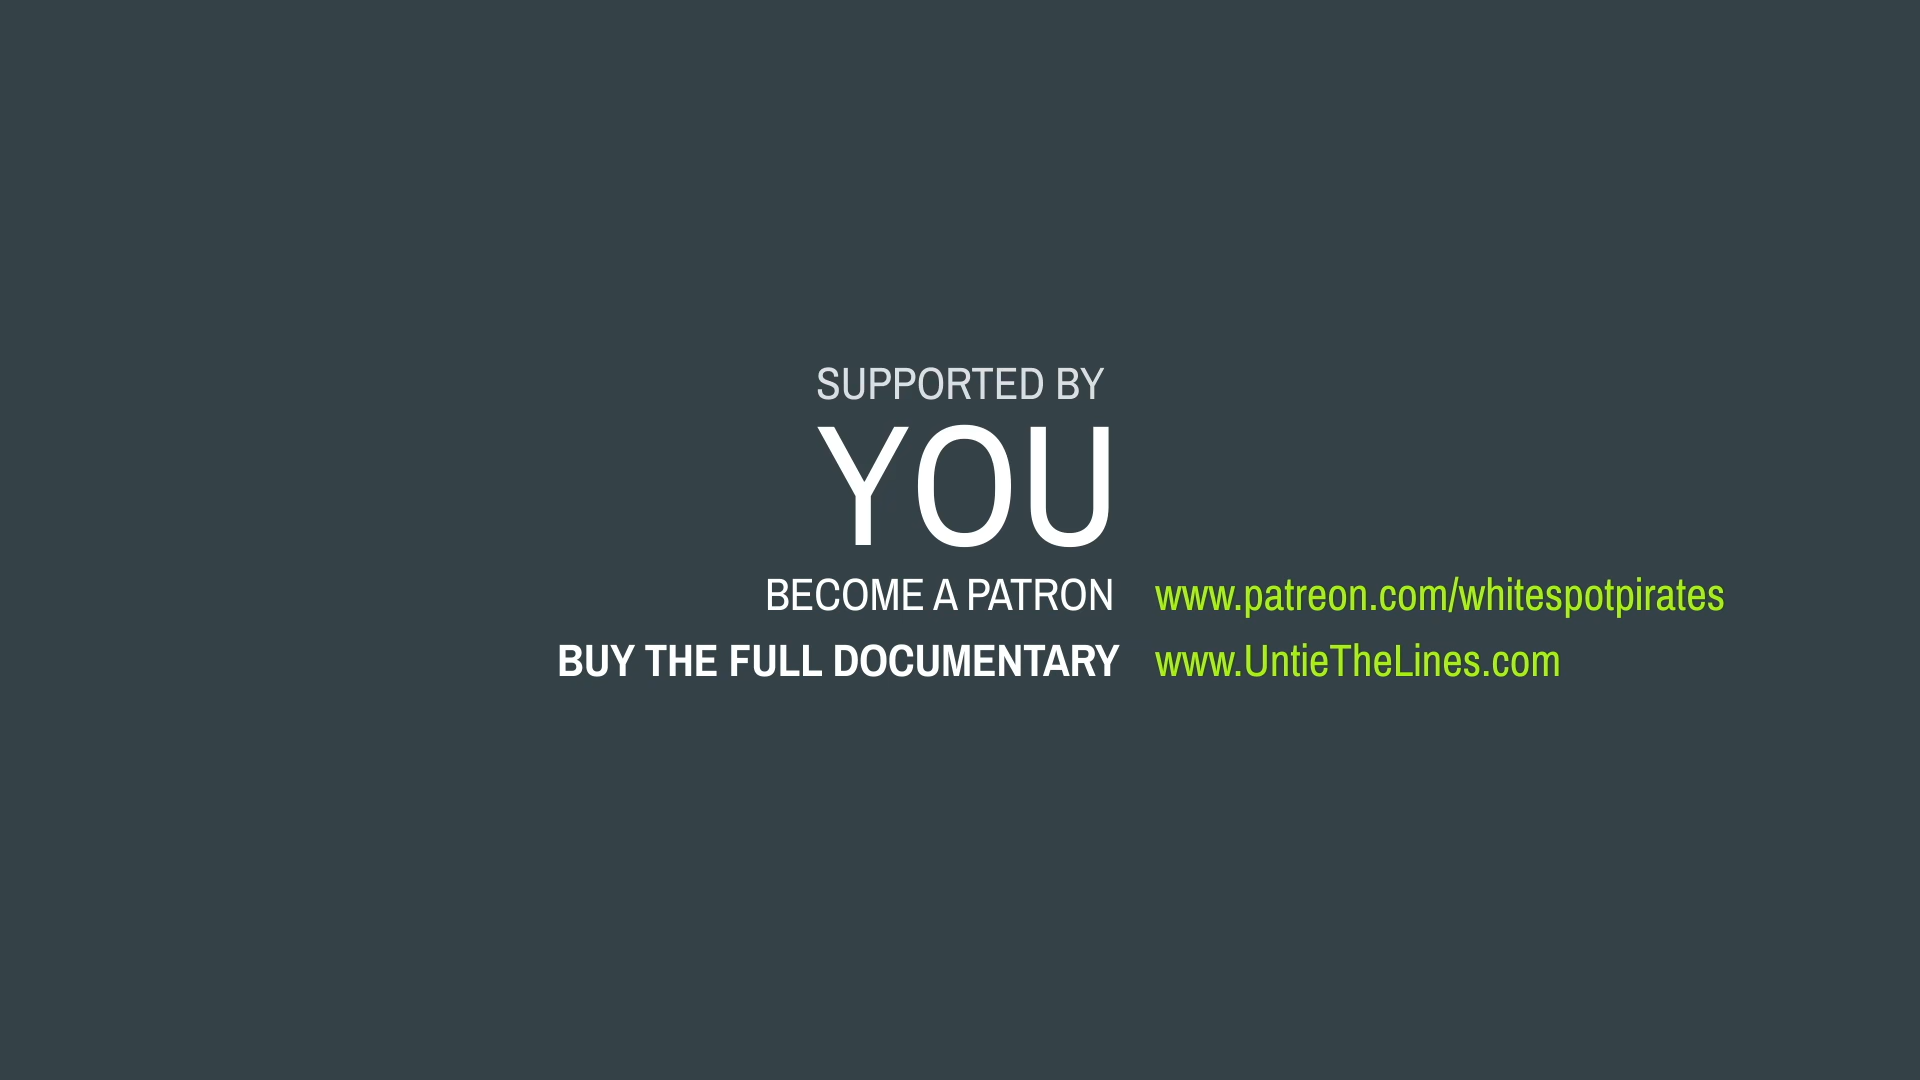 SUPPORTED BY
YOU
BECOME A PATRON www.patreon.com/whitespotpirates
BUY THE FULL DOCUMENTARY www.UntieTheLines.com